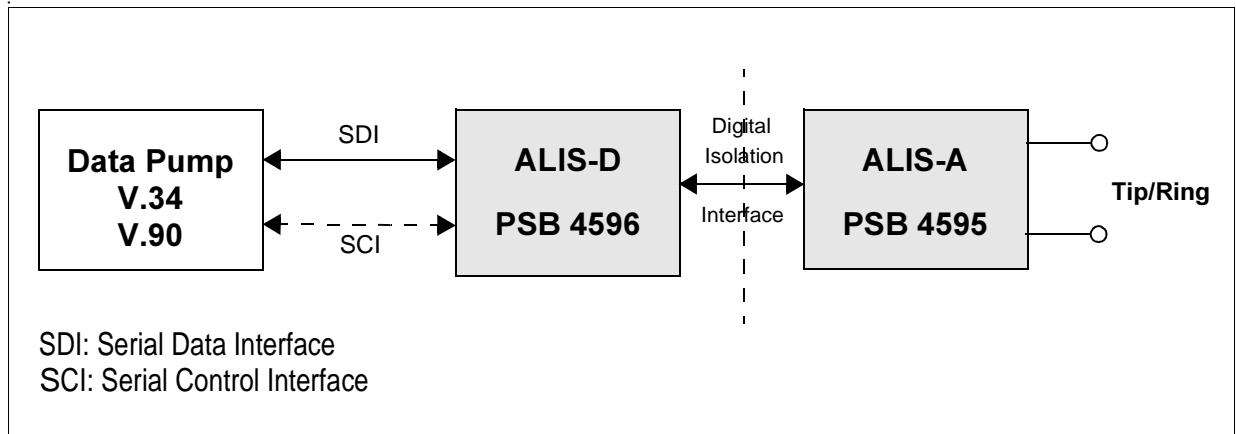 Data Pump
V.34
V.90
SDI
SCI
ALIS-D
PSB 4596
Digital
Isolation
Interface
ALIS-A
PSB 4595
Tip/Ring
SDI: Serial Data Interface
SCI: Serial Control Interface